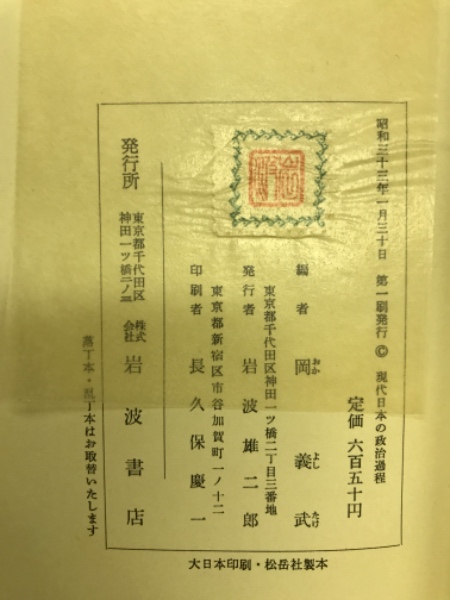 昭和三十三年一月三十日 第一刷発行 © 現代日本の政治過程
定価 六百五十円
編者 岡 義武
おか よし たけ
東京都千代田区神田一ツ橋二丁目三番地
発行者 岩波雄二郎
東京都新宿区市谷加賀町一ノ十二
印刷者 長久保慶一
発行所 東京都千代田区神田一ツ橋二ノ三 株式会社 岩波書店
落丁本・乱丁本はお取替いたします
大日本印刷・松岳社製本